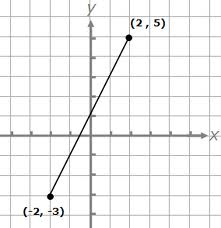 y
(2 , 5)
x
(-2, -3)